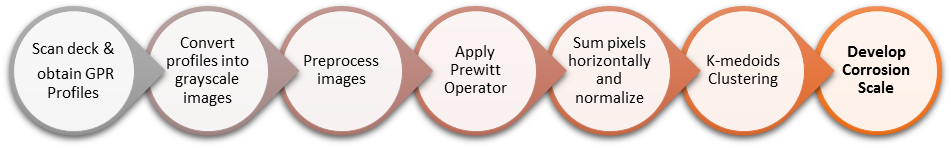 Scan deck &
obtain GPR
Profiles
Convert
profiles into
grayscale
images
Preprocess
images
Apply
Prewitt
Operator
Sum pixels
horizontally
and
normalize
K-medoids
Clustering
Develop
Corrosion
Scale